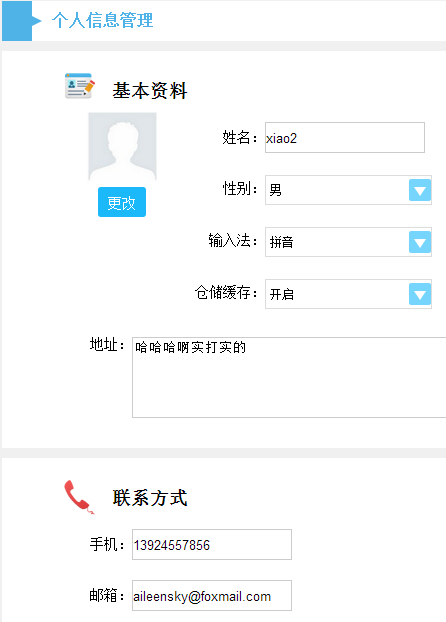 个人信息管理
基本资料
姓名：xiao2
更改
性别：男
输入法：拼音
仓储缓存：开启
地址：哈哈哈啊实打实的
联系方式
手机：13924557856
邮箱：aileensky@foxmail.com